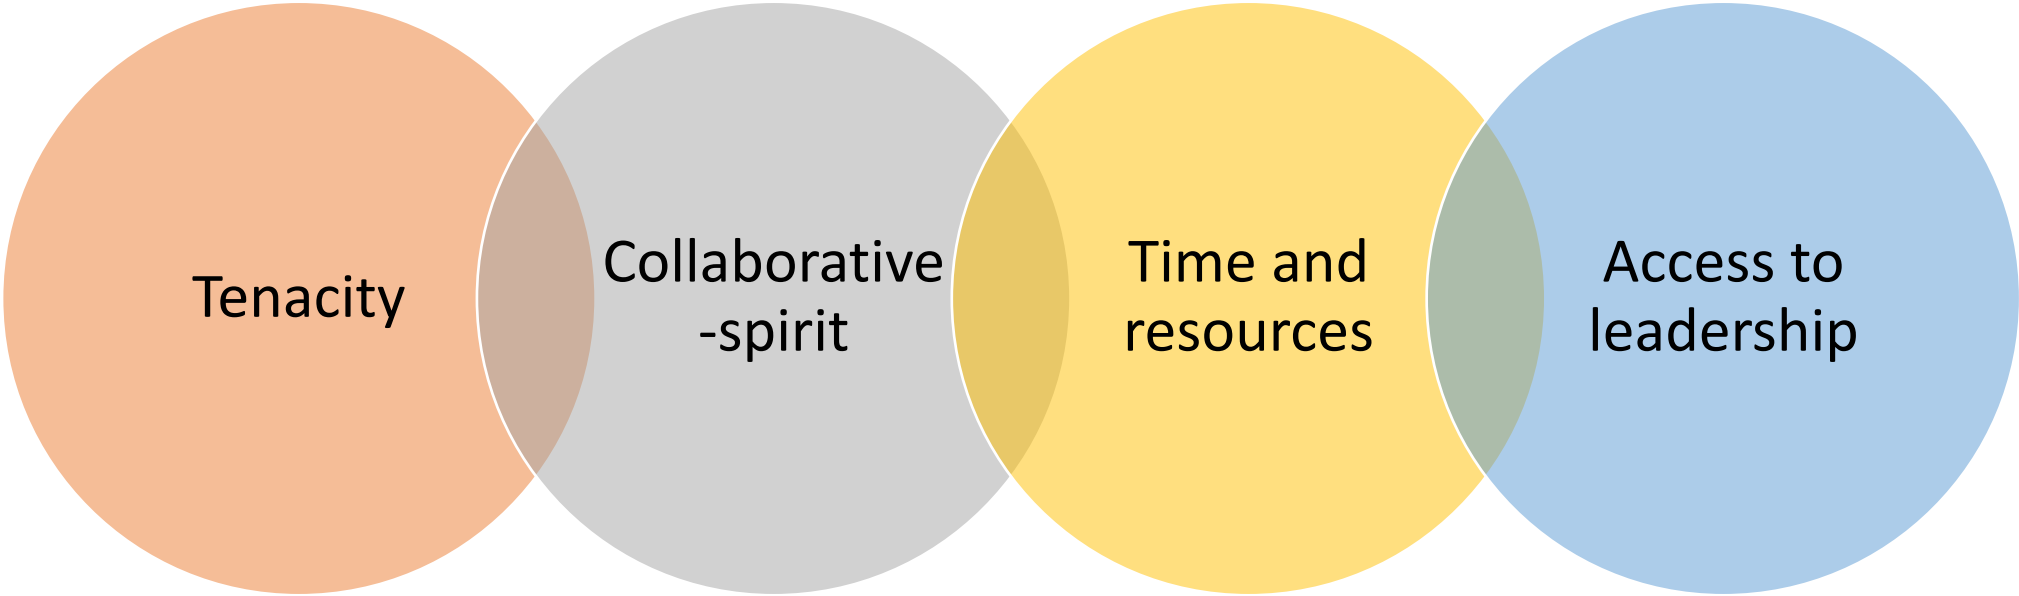 Tenacity
Collaborative
-spirit
Time and
resources
Access to
leadership